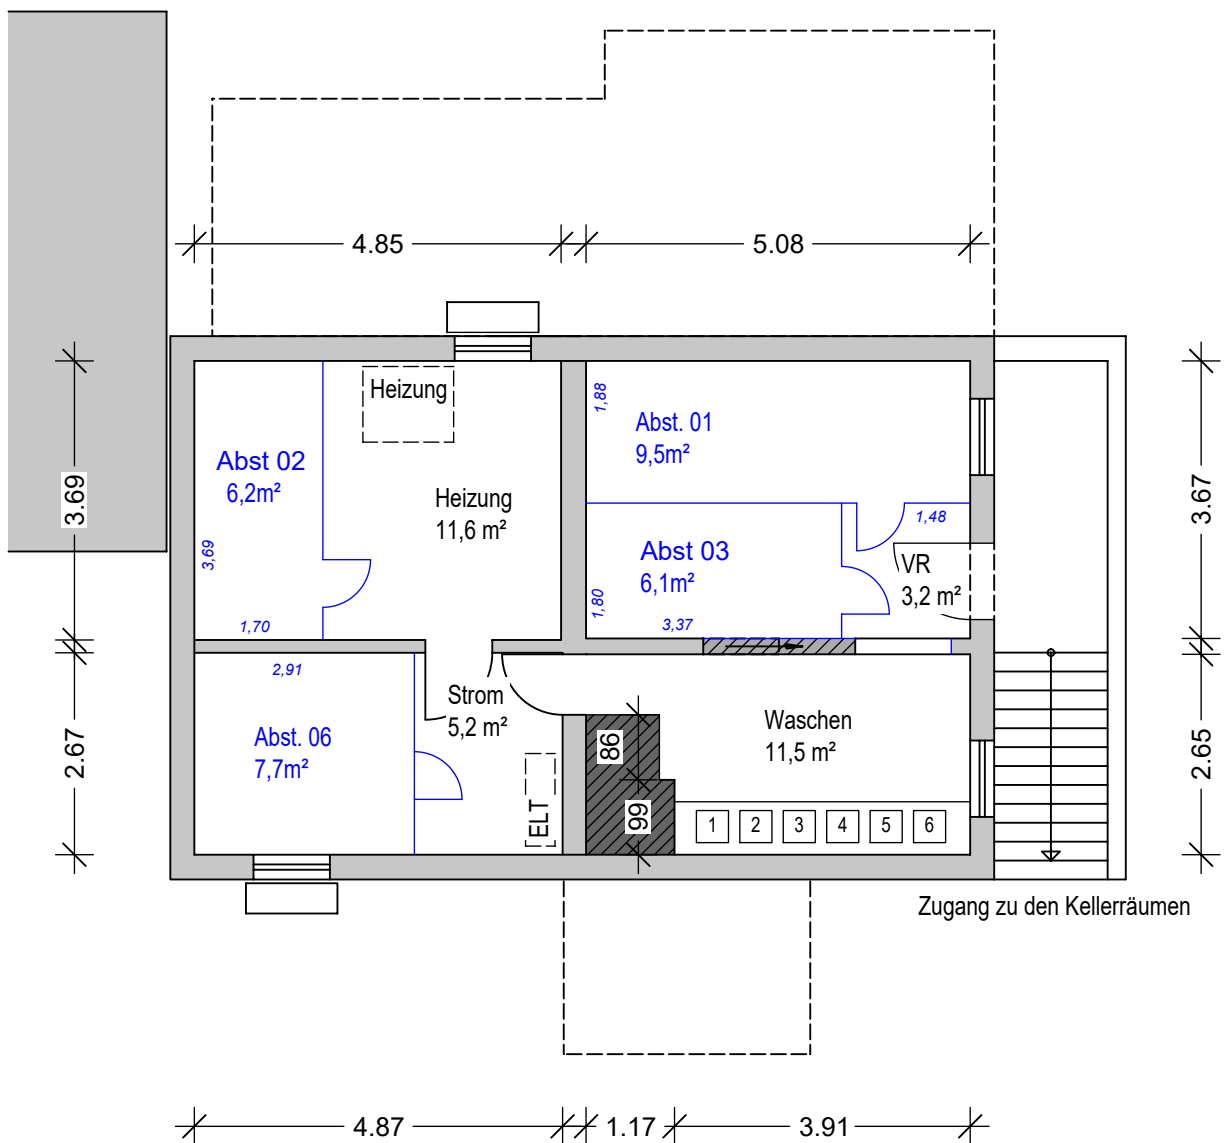 4.85
5.08
Heizung
1,88
Abst. 01
9,5m²
Abst 02
6,2m²
3.69
3.67
Heizung
11,6 m²
1,48
3,69
Abst 03
6,1m²
VR
3,2 m²
1,80
1,70
3,37
2,91
Strom
5,2 m²
Waschen
11,5 m²
Abst. 06
7,7m²
86
2.67
2.65
99
ELT
1
2
3
4
5
6
Zugang zu den Kellerräumen
4.87
1.17
3.91